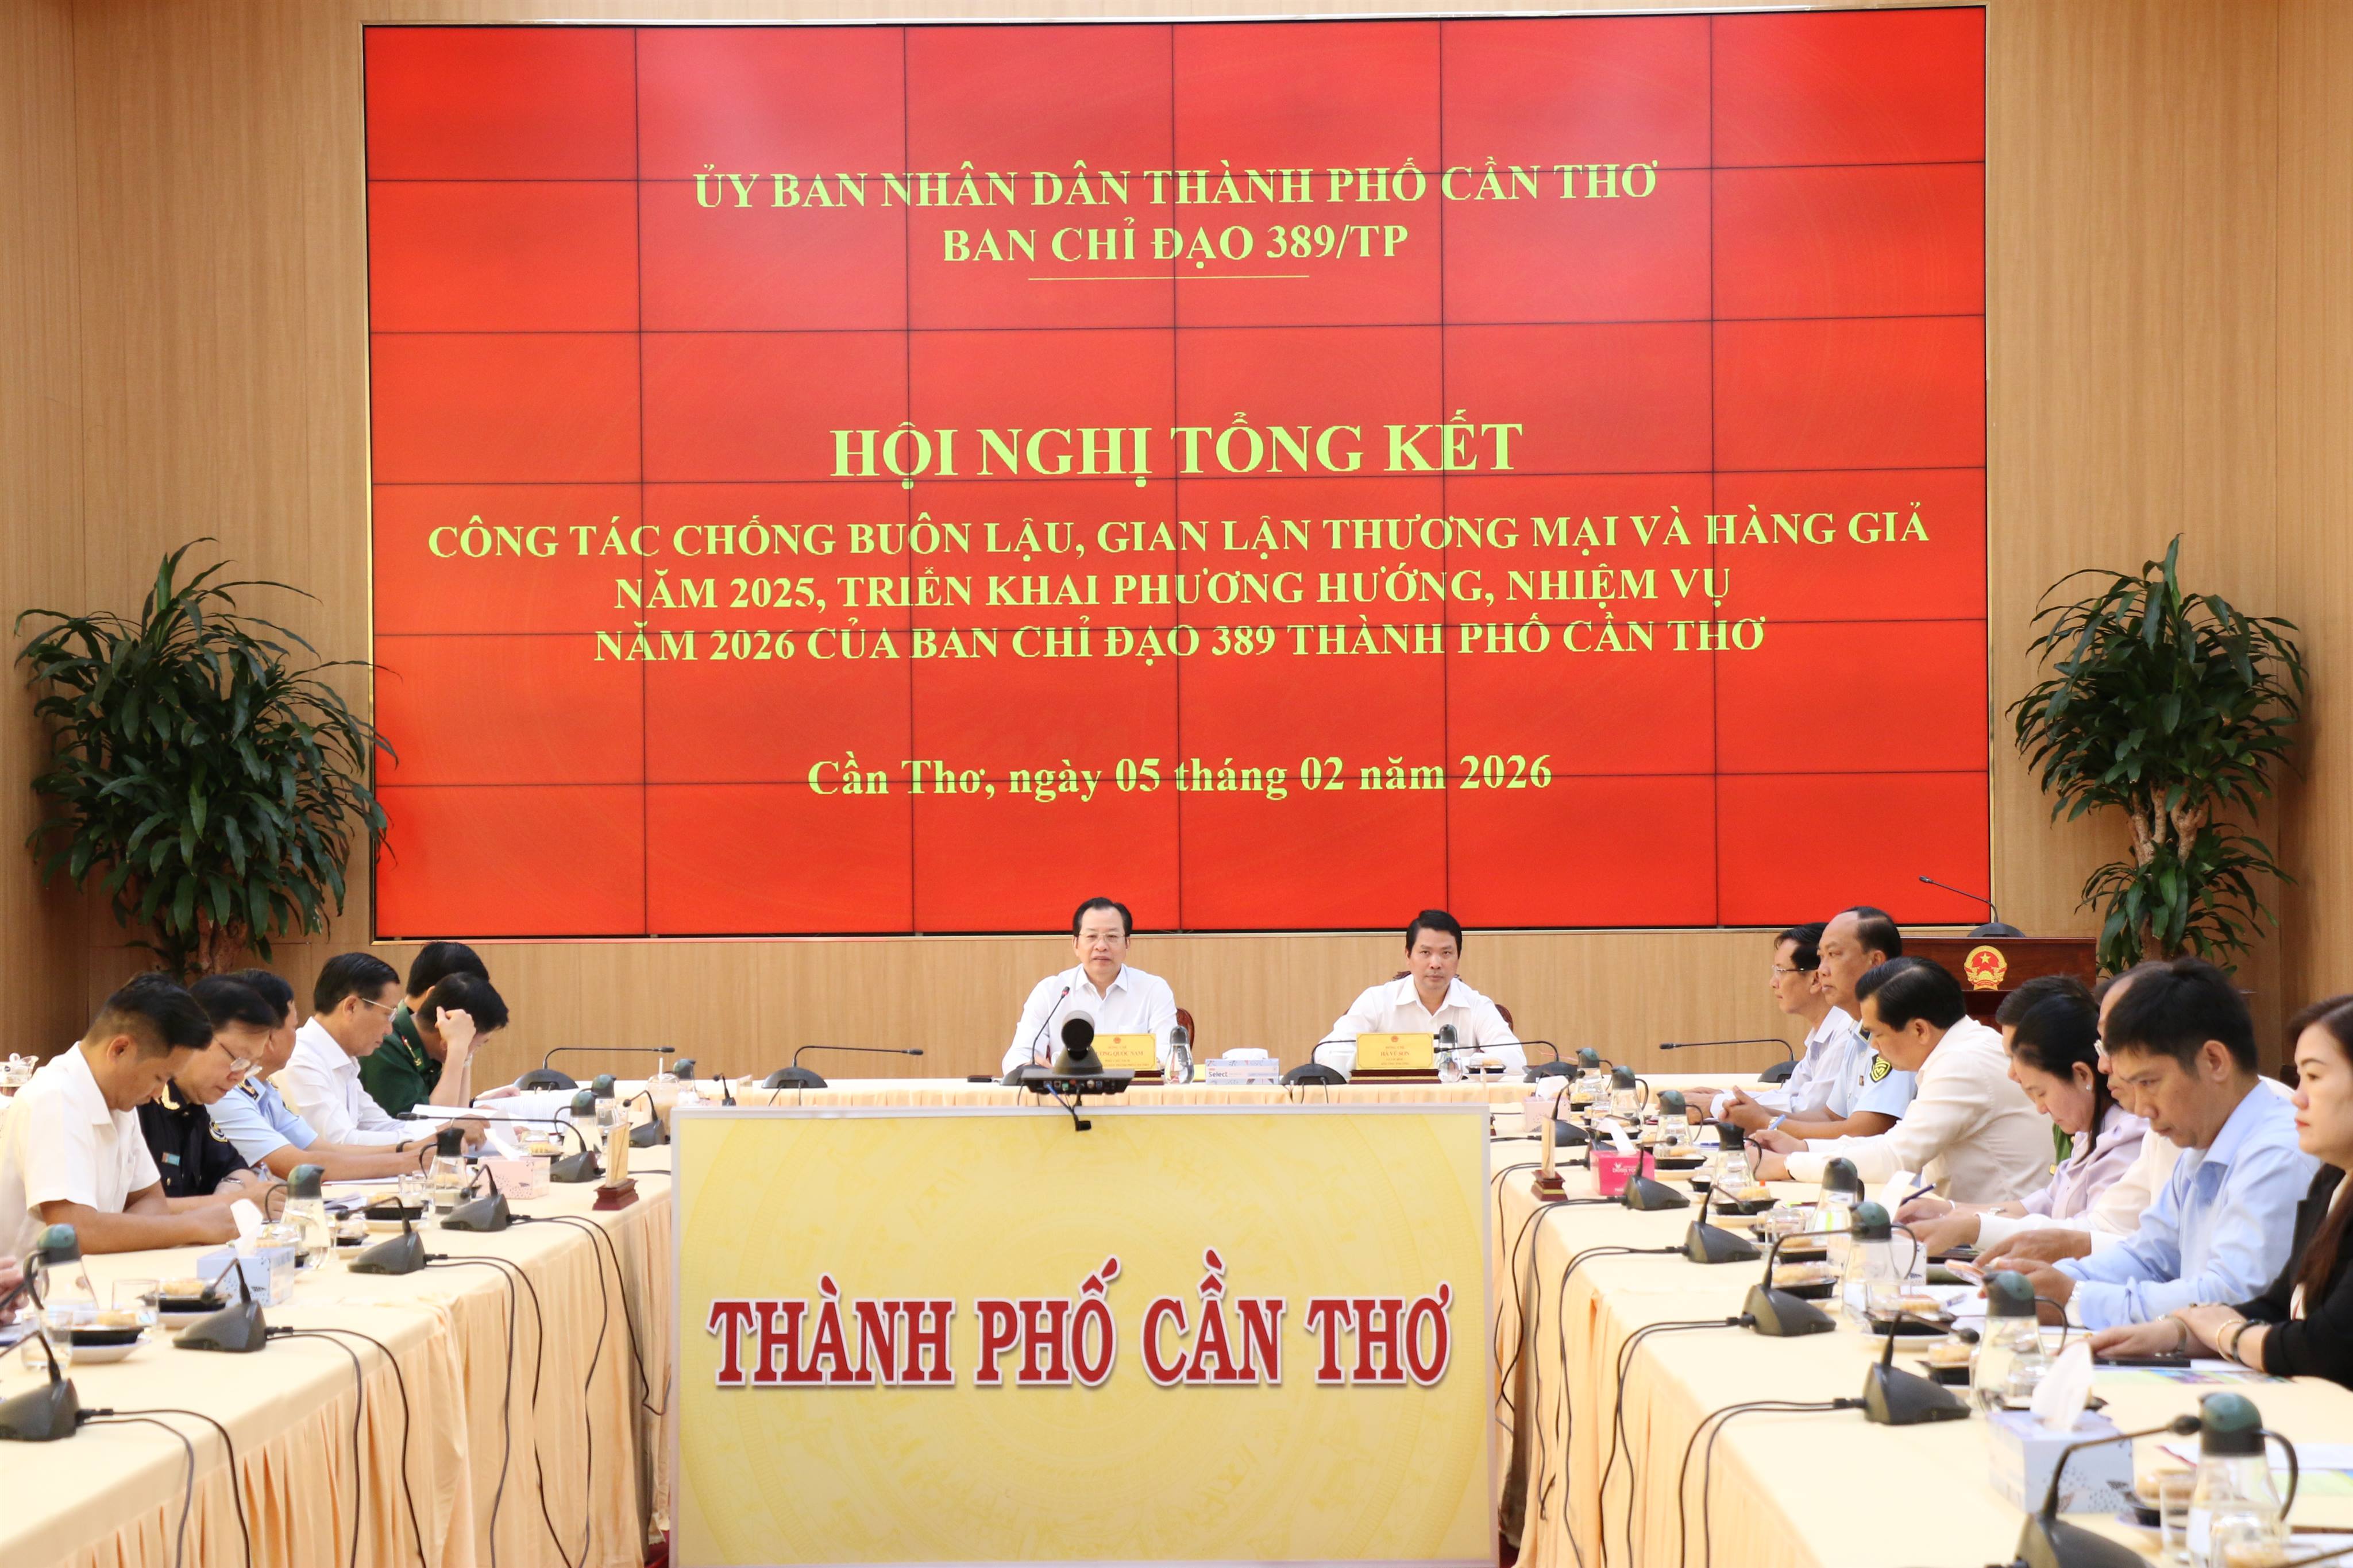 ỦY BAN NHÂN DÂN THÀNH PHỐ CẦN THƠ
BAN CHỈ ĐẠO 389/TP
HỘI NGHỊ TỔNG KẾT
CÔNG TÁC CHỐNG BUÔN LẬU, GIAN LẬN THƯƠNG MẠI VÀ HÀNG GIẢ
NĂM 2025, TRIỂN KHAI PHƯƠNG HƯỚNG, NHIỆM VỤ
NĂM 2026 CỦA BAN CHỈ ĐẠO 389 THÀNH PHỐ CẦN THƠ
Cần Thơ, ngày 05 tháng 02 năm 2026
QUỐC NAM
Select
THÀNH PHỐ CẦN THƠ